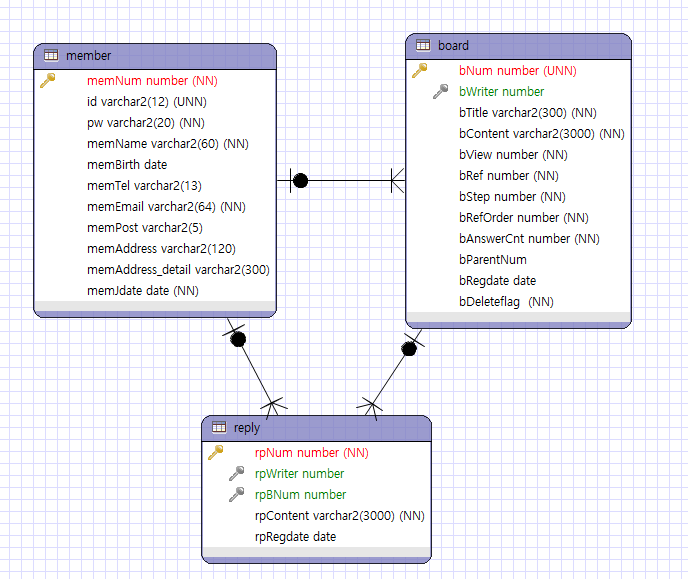 member
memNum number (NN)
id varchar2(12) (UNN)
pw varchar2(20) (NN)
memName varchar2(60) (NN)
memBirth date
memTel varchar2(13)
memEmail varchar2(64) (NN)
memPost varchar2(5)
memAddress varchar2(120)
memAddress_detail varchar2(300)
memJdate date (NN)
board
bNum number (UNN)
bWriter number
bTitle varchar2(300) (NN)
bContent varchar2(3000) (NN)
bView number (NN)
bRef number (NN)
bStep number (NN)
bRefOrder number (NN)
bAnswerCnt number (NN)
bParentNum
bRegdate date
bDeleteflag (NN)
reply
rpNum number (NN)
rpWriter number
rpBNum number
rpContent varchar2(3000) (NN)
rpRegdate date